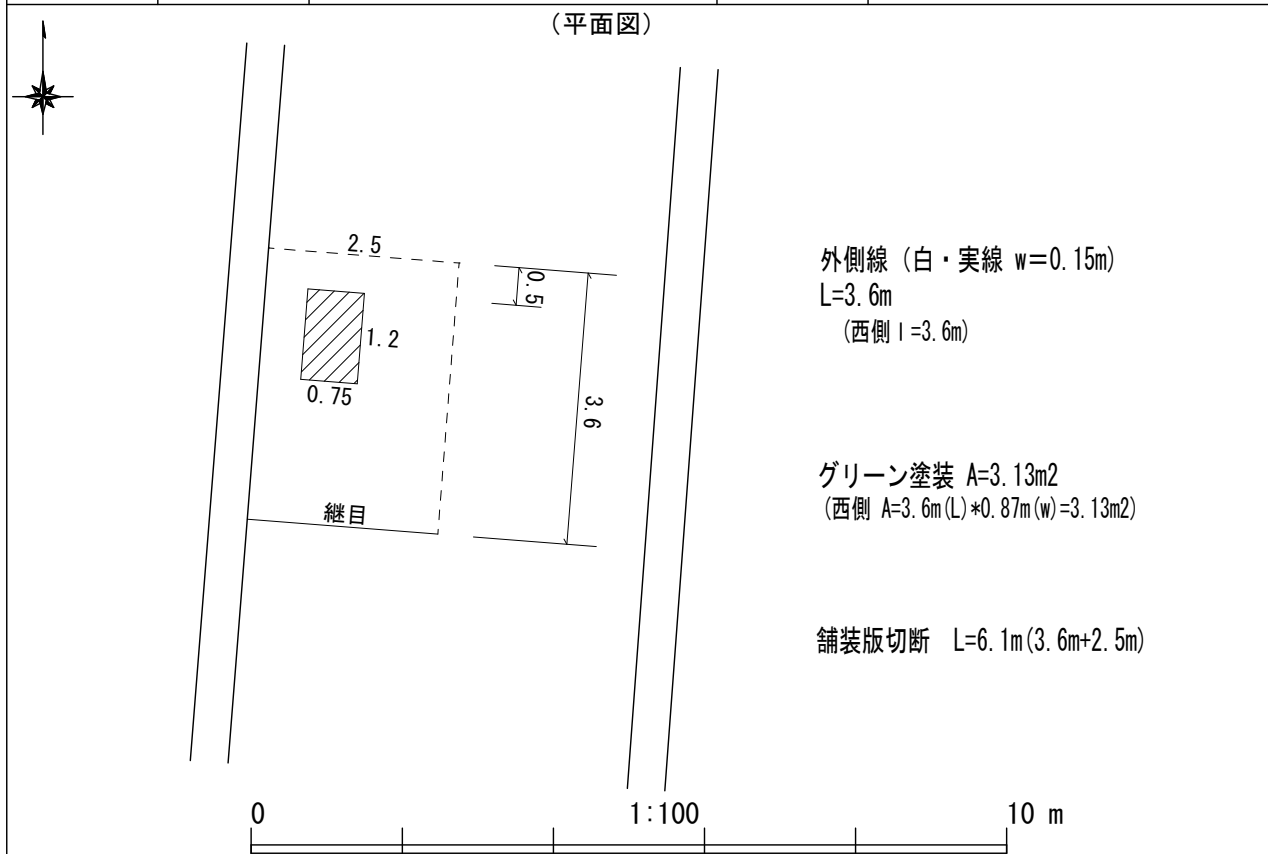 (平面図)
2.5
0.5
1.2
0.75
3.6
継目
外側線 (白・実線 w=0.15m)
L=3.6m
(西側 l=3.6m)
グリーン塗装 A=3.13m2
(西側 A=3.6m(L)*0.87m(w)=3.13m2)
舗装版切断 L=6.1m(3.6m+2.5m)
0
1:100
10 m